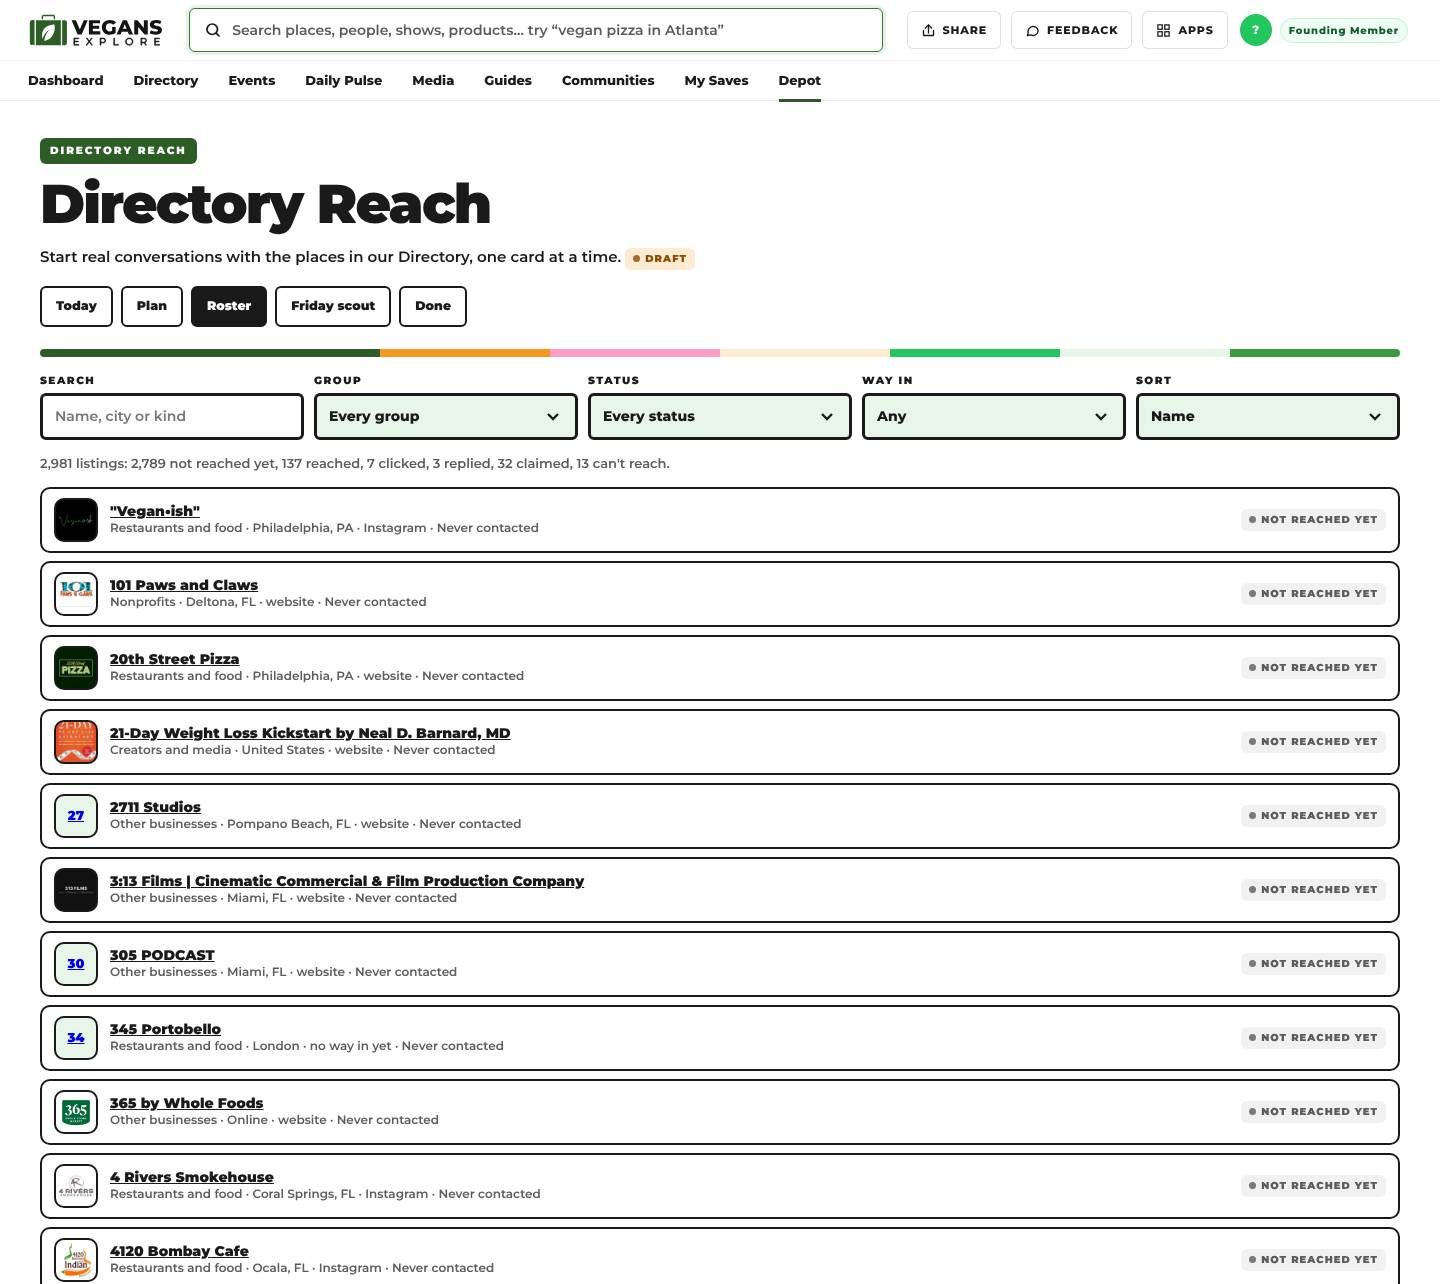 VEGANS
EXPLORE
Search places, people, shows, products... try “vegan pizza in Atlanta”
SHARE
FEEDBACK
APPS
?
Founding Member
Dashboard
Directory
Events
Daily Pulse
Media
Guides
Communities
My Saves
Depot
DIRECTORY REACH
Directory Reach
Start real conversations with the places in our Directory, one card at a time.
DRAFT
Today
Plan
Roster
Friday scout
Done
SEARCH
GROUP
STATUS
WAY IN
SORT
Name, city or kind
Every group
Every status
Any
Name
2,981 listings: 2,789 not reached yet, 137 reached, 7 clicked, 3 replied, 32 claimed, 13 can't reach.
"Vegan•ish"
Restaurants and food · Philadelphia, PA · Instagram · Never contacted
NOT REACHED YET
101
101 Paws and Claws
Nonprofits · Deltona, FL · website · Never contacted
NOT REACHED YET
PIZZA
20th Street Pizza
Restaurants and food · Philadelphia, PA · website · Never contacted
NOT REACHED YET
21-Day Weight Loss Kickstart by Neal D. Barnard, MD
Creators and media · United States · website · Never contacted
NOT REACHED YET
27
2711 Studios
Other businesses · Pompano Beach, FL · website · Never contacted
NOT REACHED YET
3:13 FILMS
3:13 Films | Cinematic Commercial & Film Production Company
Other businesses · Miami, FL · website · Never contacted
NOT REACHED YET
30
305 PODCAST
Other businesses · Miami, FL · website · Never contacted
NOT REACHED YET
34
345 Portobello
Restaurants and food · London · no way in yet · Never contacted
NOT REACHED YET
365
365 by Whole Foods
Other businesses · Online · website · Never contacted
NOT REACHED YET
4 RIVERS
4 Rivers Smokehouse
Restaurants and food · Coral Springs, FL · Instagram · Never contacted
NOT REACHED YET
4120
Indian
4120 Bombay Cafe
Restaurants and food · Ocala, FL · Instagram · Never contacted
NOT REACHED YET